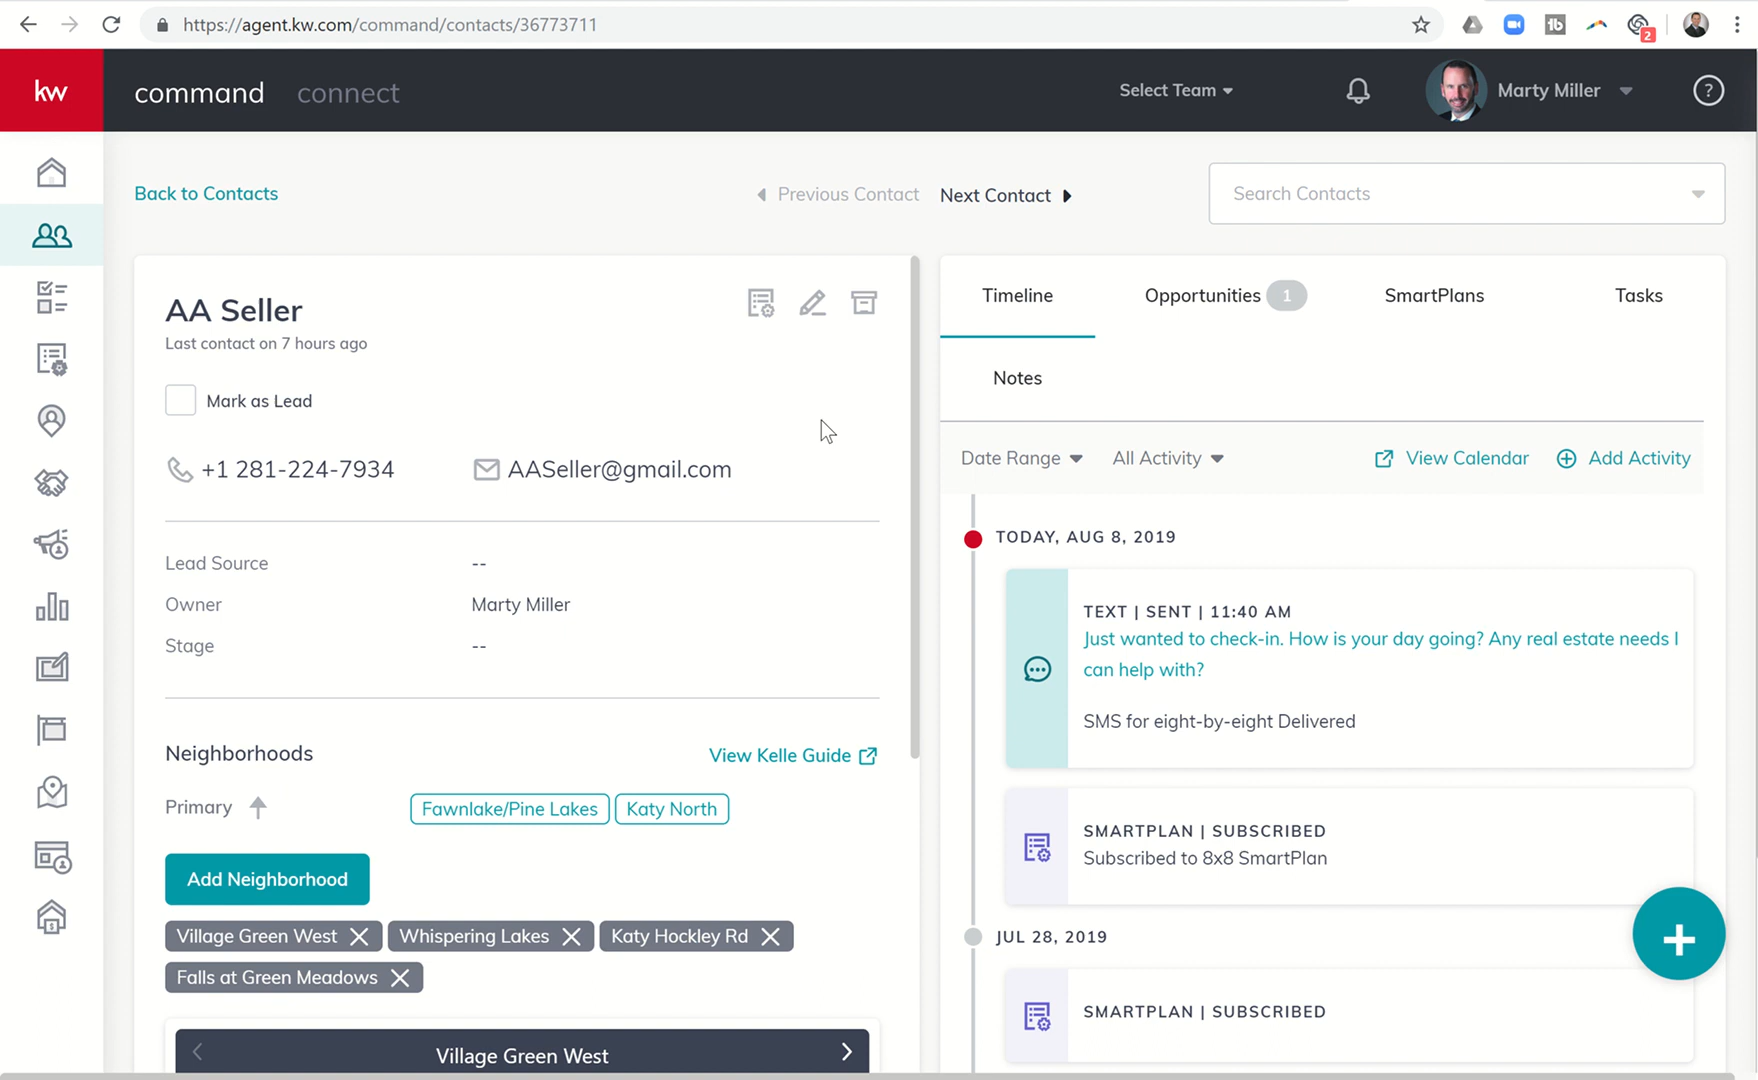 https://agent.kw.com/command/contacts/36773711
2
kw
command
connect
Select Team
Marty Miller
?
Back to Contacts
Previous Contact
Next Contact
Search Contacts
AA Seller
Last contact on 7 hours ago
Mark as Lead
+1 281-224-7934
AASeller@gmail.com
Lead Source
--
Owner
Marty Miller
Stage
--
Neighborhoods
View Kelle Guide
Primary
Fawnlake/Pine Lakes
Katy North
Add Neighborhood
Village Green West
Whispering Lakes
Katy Hockley Rd
Falls at Green Meadows
Village Green West
Timeline
Opportunities
1
SmartPlans
Tasks
Notes
Date Range
All Activity
View Calendar
Add Activity
TODAY, AUG 8, 2019
TEXT | SENT | 11:40 AM
Just wanted to check-in. How is your day going? Any real estate needs I
can help with?
SMS for eight-by-eight Delivered
SMARTPLAN | SUBSCRIBED
Subscribed to 8x8 SmartPlan
JUL 28, 2019
SMARTPLAN | SUBSCRIBED